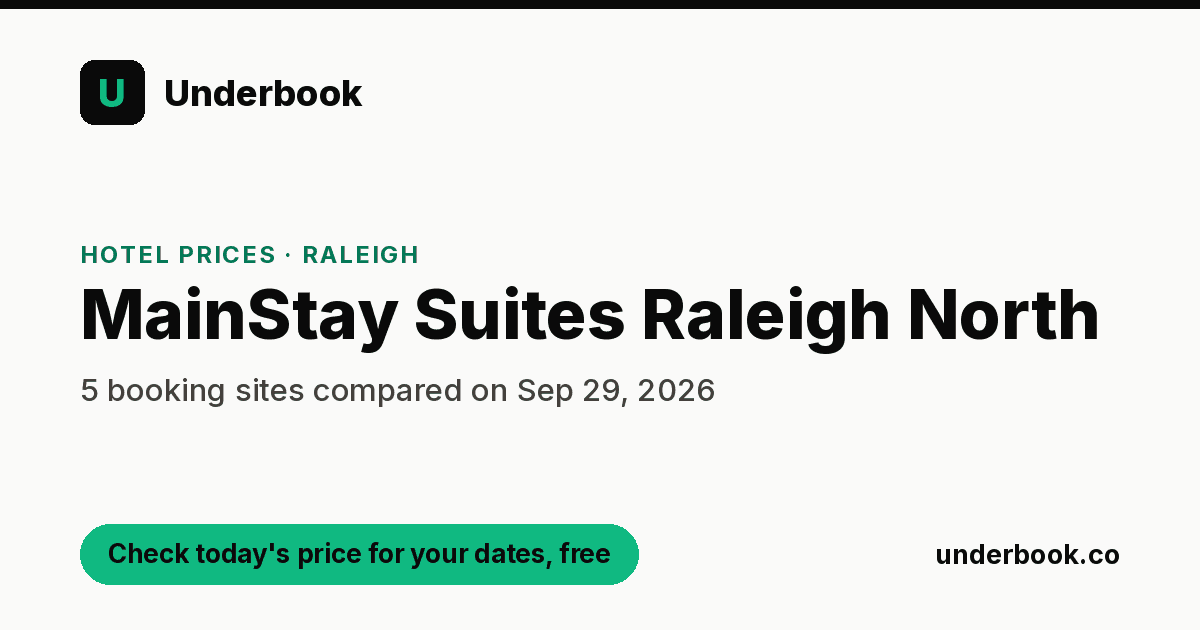 U Underbook
HOTEL PRICES · RALEIGH
MainStay Suites Raleigh North
5 booking sites compared on Sep 29, 2026
Check today's price for your dates, free
underbook.co